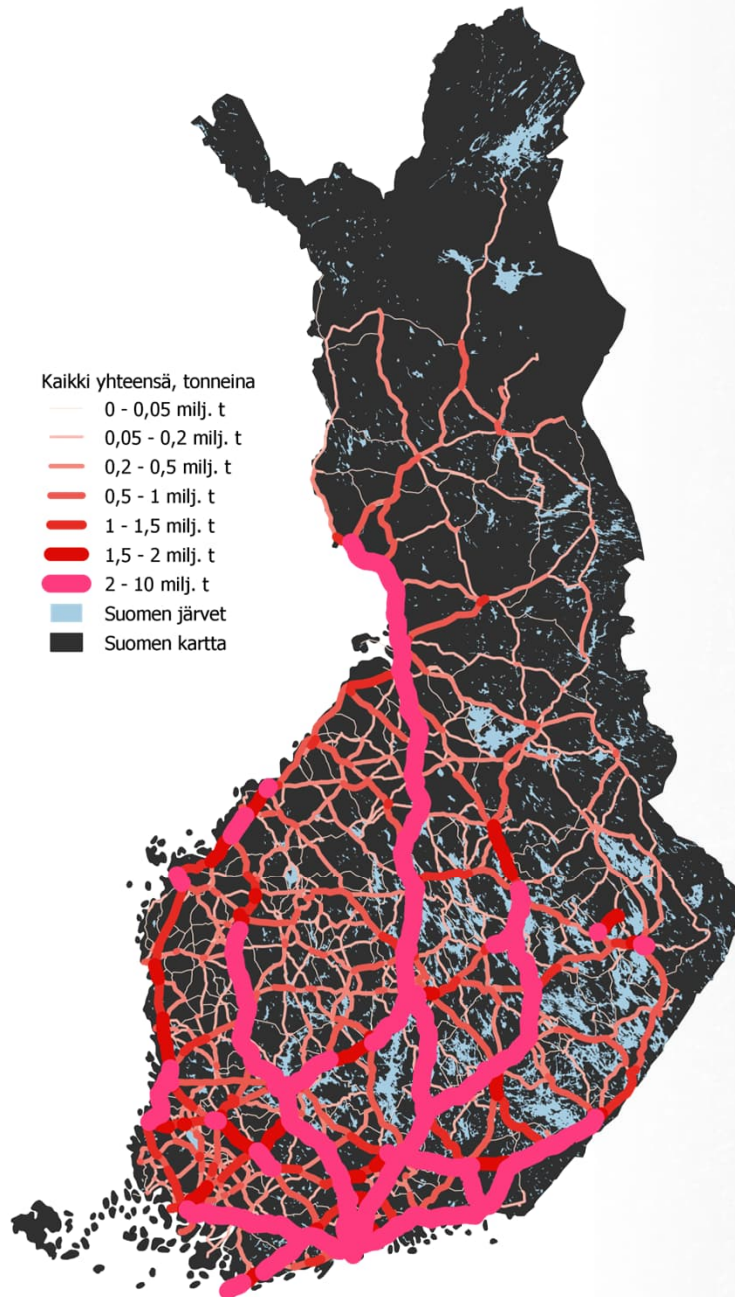 Kaikki yhteensä, tonneina
0 - 0,05 milj. t
0,05 - 0,2 milj. t
0,2 - 0,5 milj. t
0,5 - 1 milj. t
1 - 1,5 milj. t
1,5 - 2 milj. t
2 - 10 milj. t
Suomen järvet
Suomen kartta